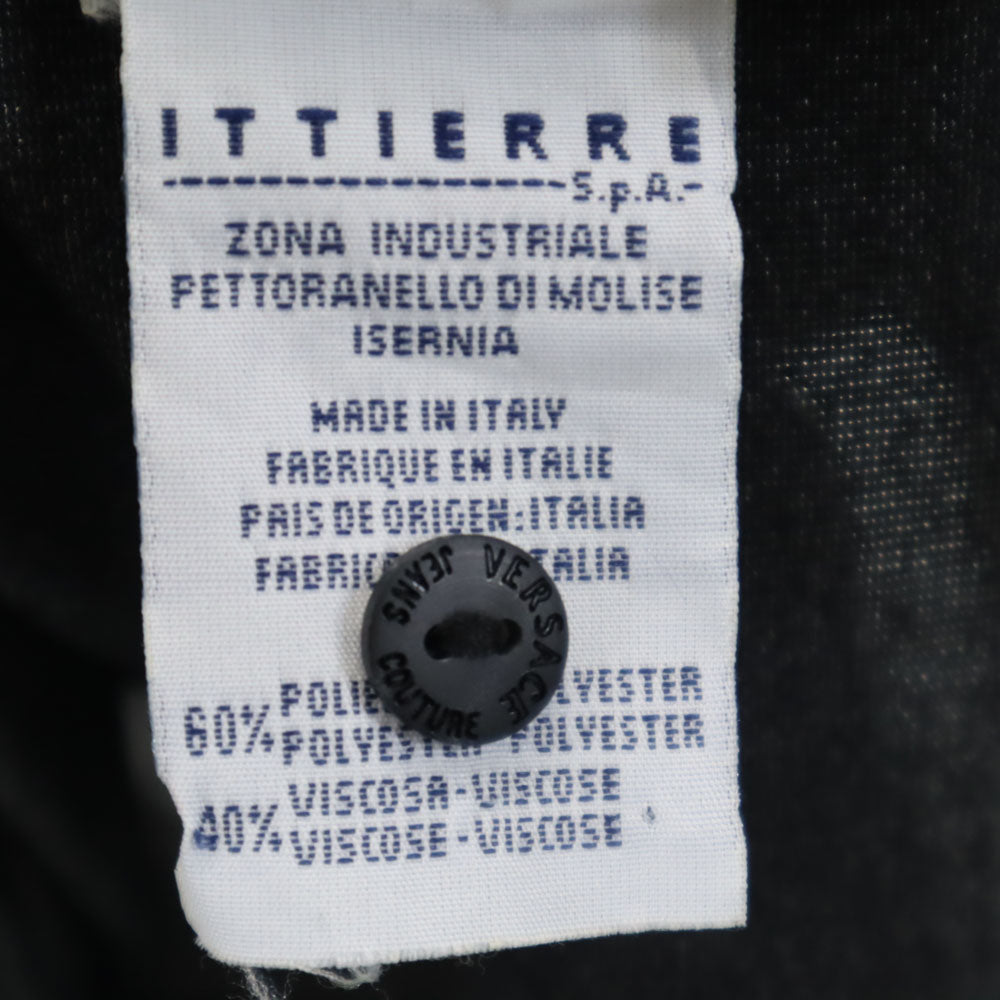 ITTIERRE
S.p.A.
ZONA INDUSTRIALE
PETTORANELLO DI MOLISE
ISERNIA
MADE IN ITALY
FABRIQUE EN ITALIE
PAIS DE ORIGEN: ITALIA
VERSACE JEANS COUTURE
60% POLYESTER
POLYESTER - POLYESTER
40% VISCOSA - VISCOSE
VISCOSE - VISCOSE